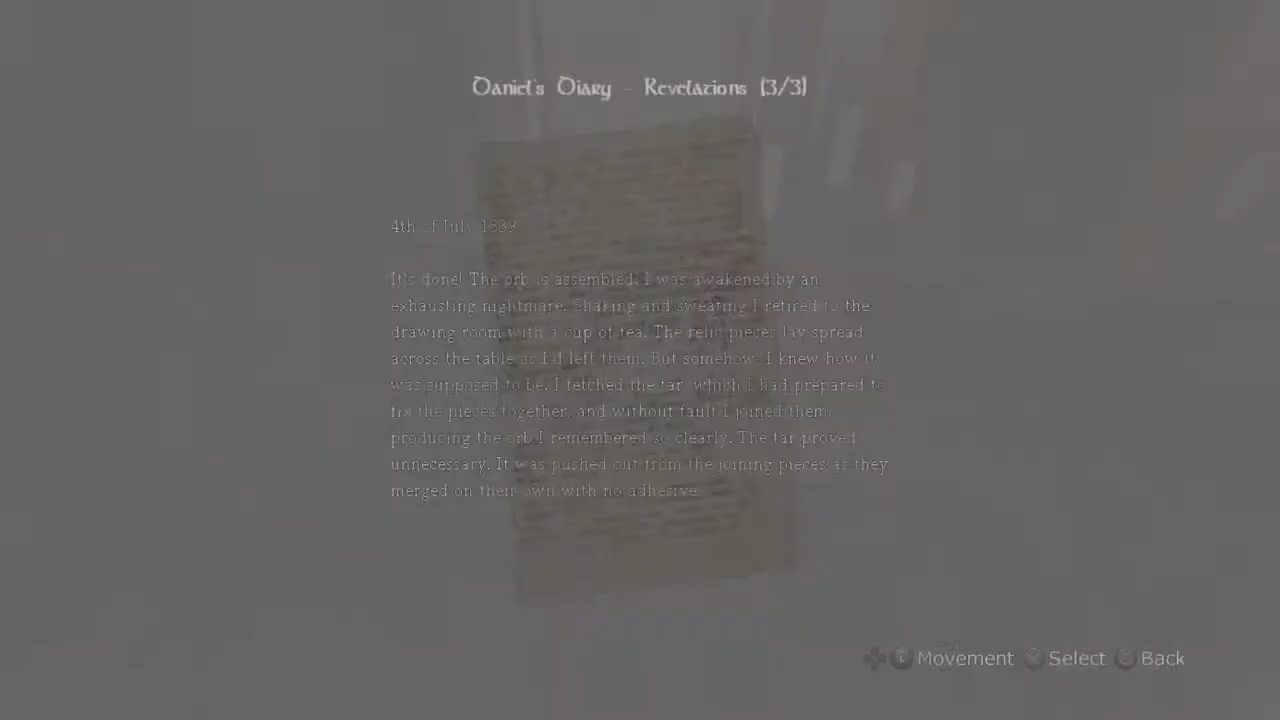 Daniel's Diary - Revelations (3/3)
4th of July 1839
It's done! The orb is assembled. I was awakened by an
exhausting nightmare. Shaking and sweating I retired to the
drawing room with a cup of tea. The relic pieces lay spread
across the table as I'd left them. But somehow, I knew how it
was supposed to be. I fetched the tar, which I had prepared to
fix the pieces together, and without fault I joined them,
producing the orb I remembered so clearly. The tar proved
unnecessary. It was pushed out from the joining pieces as they
merged on their own with no adhesive.
L Movement Select Back